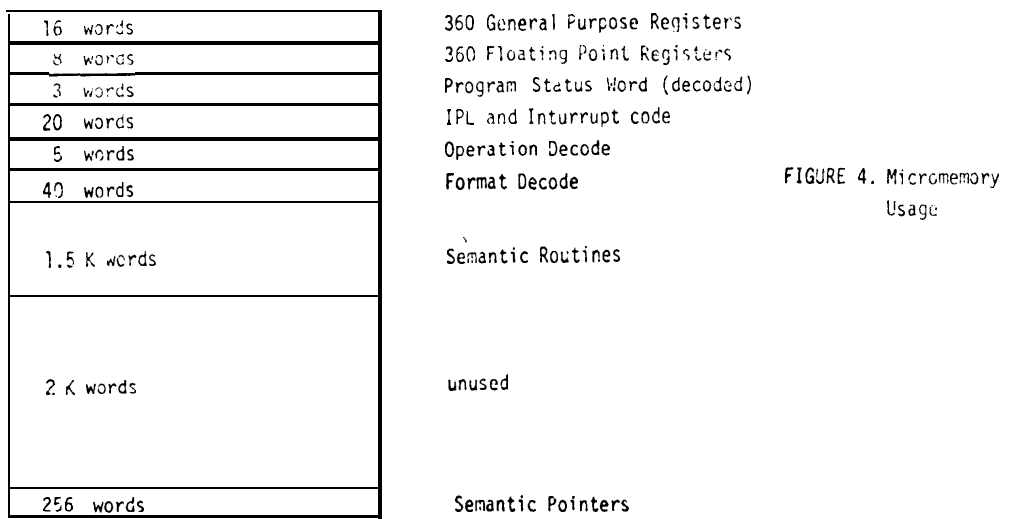 16 words 360 General Purpose Registers
8 words 360 Floating Point Registers
3 words Program Status Word (decoded)
20 words IPL and Inturrupt code
5 words Operation Decode
40 words Format Decode FIGURE 4. Micromemory
Usage
1.5 K words Semantic Routines
2 K words unused
256 words Semantic Pointers